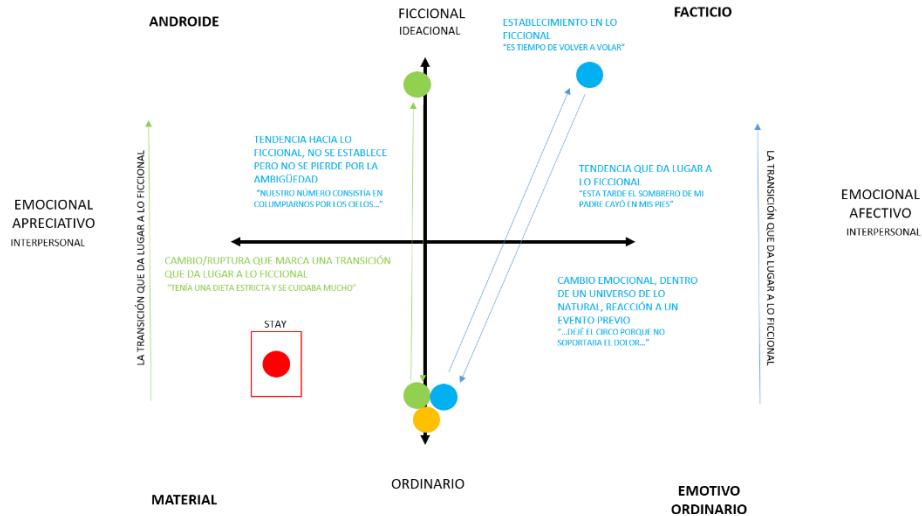 ANDROIDE
FICCIONAL
IDEACIONAL
ESTABLECIMIENTO EN LO
FICCIONAL
"ES TIEMPO DE VOLVER A VOLAR"
FACTICIO
TENDENCIA HACIA LO
FICCIONAL, NO SE ESTABLECE
PERO NO SE PIERDE POR LA
AMBIGÜEDAD
"NUESTRO NÚMERO CONSISTÍA EN
COLUMPIARNOS POR LOS CIELOS..."
TENDENCIA QUE DA LUGAR A
LO FICCIONAL
"ESTA TARDE EL SOMBRERO DE MI
PADRE CAYÓ EN MIS PIES"
LA TRANSICIÓN QUE DA LUGAR A LO FICCIONAL
LA TRANSICIÓN QUE DA LUGAR A LO FICCIONAL
EMOCIONAL
APRECIATIVO
INTERPERSONAL
EMOCIONAL
AFECTIVO
INTERPERSONAL
CAMBIO/RUPTURA QUE MARCA UNA TRANSICIÓN
QUE DA LUGAR A LO FICCIONAL
"TENÍA UNA DIETA ESTRICTA Y SE CUIDABA MUCHO"
CAMBIO EMOCIONAL, DENTRO
DE UN UNIVERSO DE LO
NATURAL, REACCIÓN A UN
EVENTO PREVIO
"...DEJÉ EL CIRCO PORQUE NO
SOPORTABA EL DOLOR..."
STAY
ORDINARIO
MATERIAL
EMOTIVO
ORDINARIO